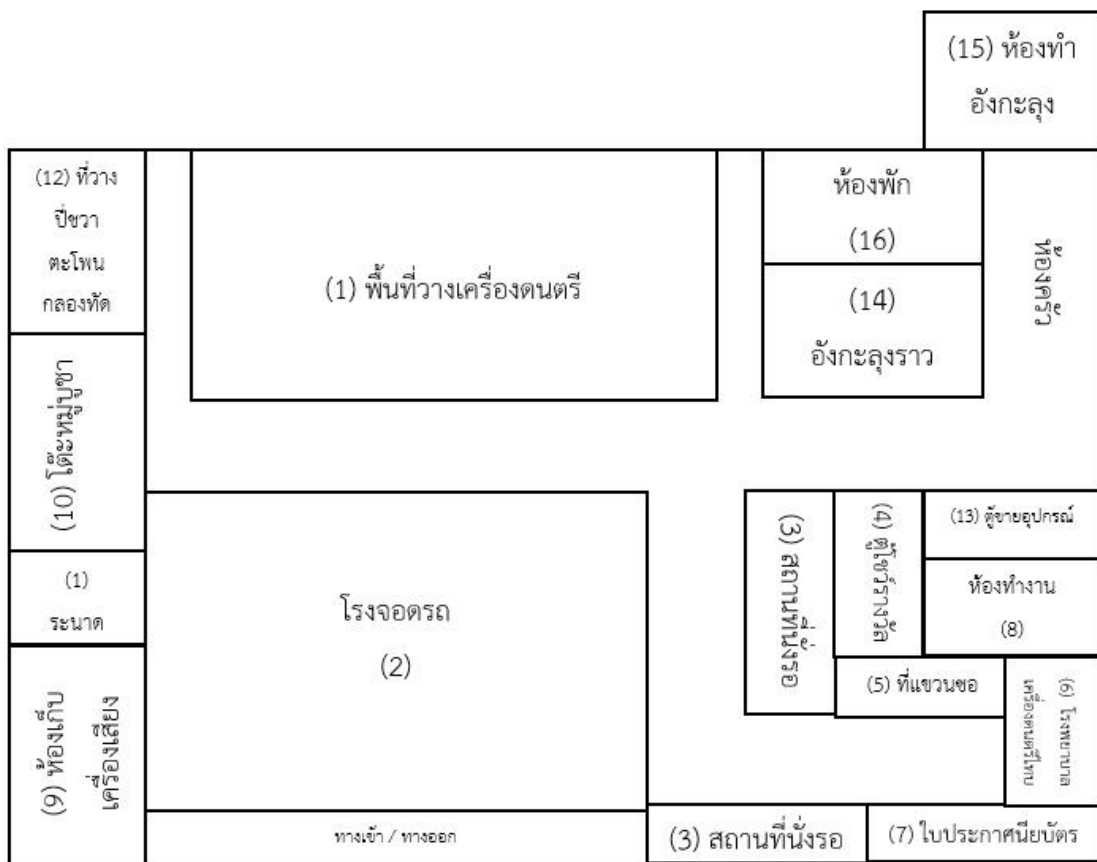 (15) ห้องทำ
อังกะลุง
(12) ที่วาง
ปี่ชวา
ตะโพน
กลองทัด
(1) พื้นที่วางเครื่องดนตรี
ห้องพัก
(16)
(14)
อังกะลุงราว
ห้องครัว
(10) โต๊ะหมู่บูชา
(1)
ระนาด
(9) ห้องเก็บ
เครื่องเสียง
โรงจอดรถ
(2)
(3) สถานที่นั่งรอ
(4) ตู้โชว์รางวัล
(13) ตู้ขายอุปกรณ์
ห้องทำงาน
(8)
(5) ที่แขวนซอ
(6) โรงพยาบาล
เครื่องดนตรีไทย
ทางเข้า / ทางออก
(3) สถานที่นั่งรอ
(7) ใบประกาศนียบัตร